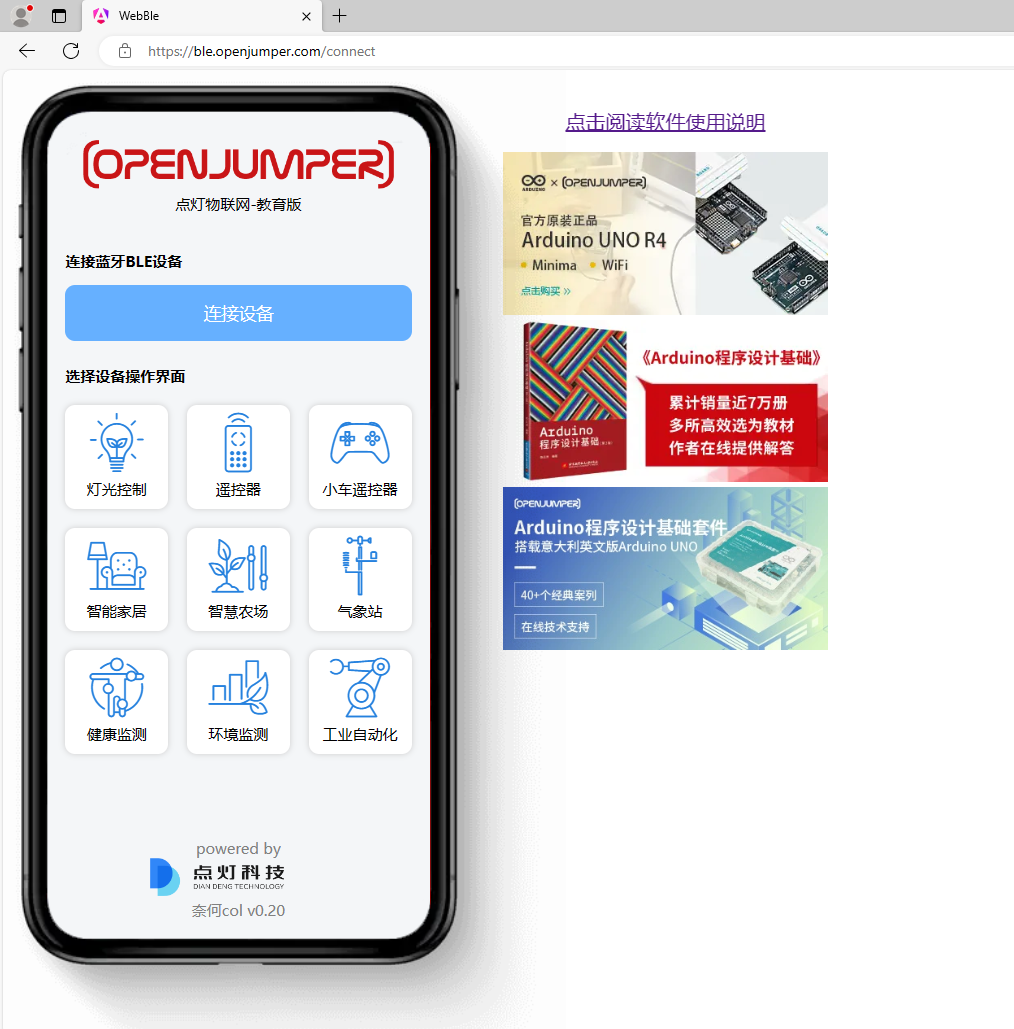 WebBle
https://ble.openjumper.com/connect
OPENJUMPER
点灯物联网-教育版
连接蓝牙BLE设备
连接设备
选择设备操作界面
灯光控制
遥控器
小车遥控器
智能家居
智慧农场
气象站
健康监测
环境监测
工业自动化
powered by
点灯科技
DIAN DENG TECHNOLOGY
奈何col v0.20
点击阅读软件使用说明
ARDUINO × OPENJUMPER
官方原装正品
Arduino UNO R4
Minima WiFi
点击购买 »
Arduino
程序设计基础
《Arduino程序设计基础》
累计销量近7万册
多所高效选为教材
作者在线提供解答
OPENJUMPER
Arduino程序设计基础套件
搭载意大利英文版Arduino UNO
40+个经典案列
在线技术支持